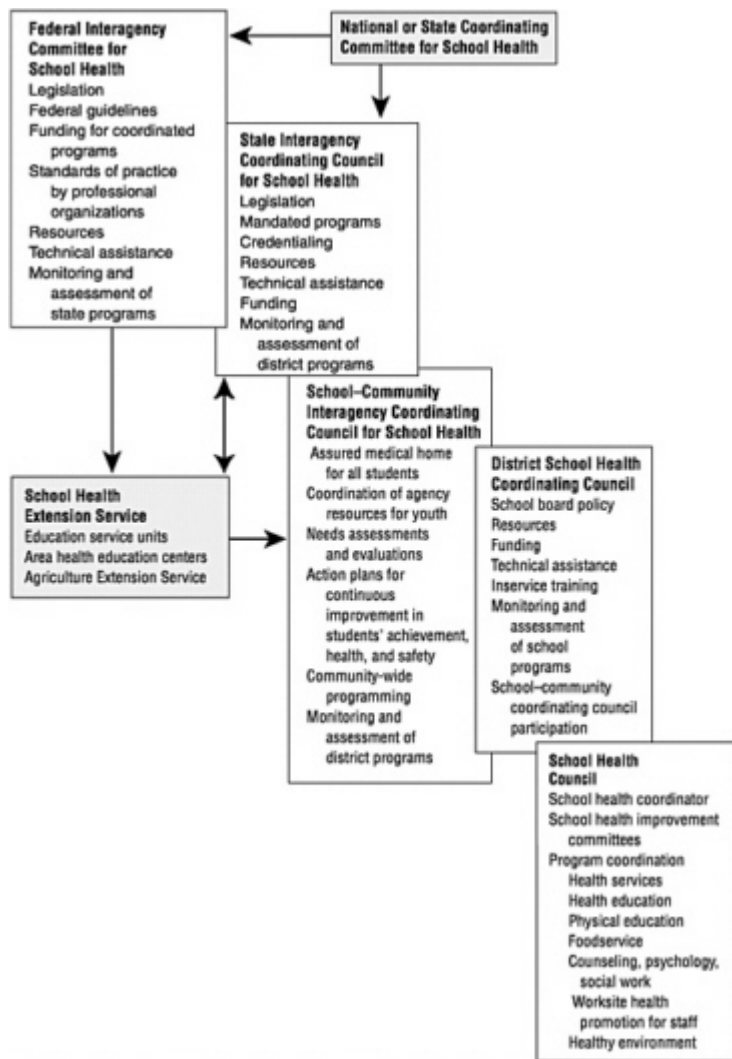 Federal Interagency
Committee for
School Health
Legislation
Federal guidelines
Funding for coordinated
programs
Standards of practice
by professional
organizations
Resources
Technical assistance
Monitoring and
assessment of
state programs
National or State Coordinating
Committee for School Health
State Interagency
Coordinating Council
for School Health
Legislation
Mandated programs
Credentialing
Resources
Technical assistance
Funding
Monitoring and
assessment of
district programs
School Health
Extension Service
Education service units
Area health education centers
Agriculture Extension Service
School–Community
Interagency Coordinating
Council for School Health
Assured medical home
for all students
Coordination of agency
resources for youth
Needs assessments
and evaluations
Action plans for
continuous
improvement in
students' achievement,
health, and safety
Community-wide
programming
Monitoring and
assessment of
district programs
District School Health
Coordinating Council
School board policy
Resources
Funding
Technical assistance
Inservice training
Monitoring and
assessment
of school
programs
School–community
coordinating council
participation
School Health
Council
School health coordinator
School health improvement
committees
Program coordination
Health services
Health education
Physical education
Foodservice
Counseling, psychology,
social work
Worksite health
promotion for staff
Healthy environment